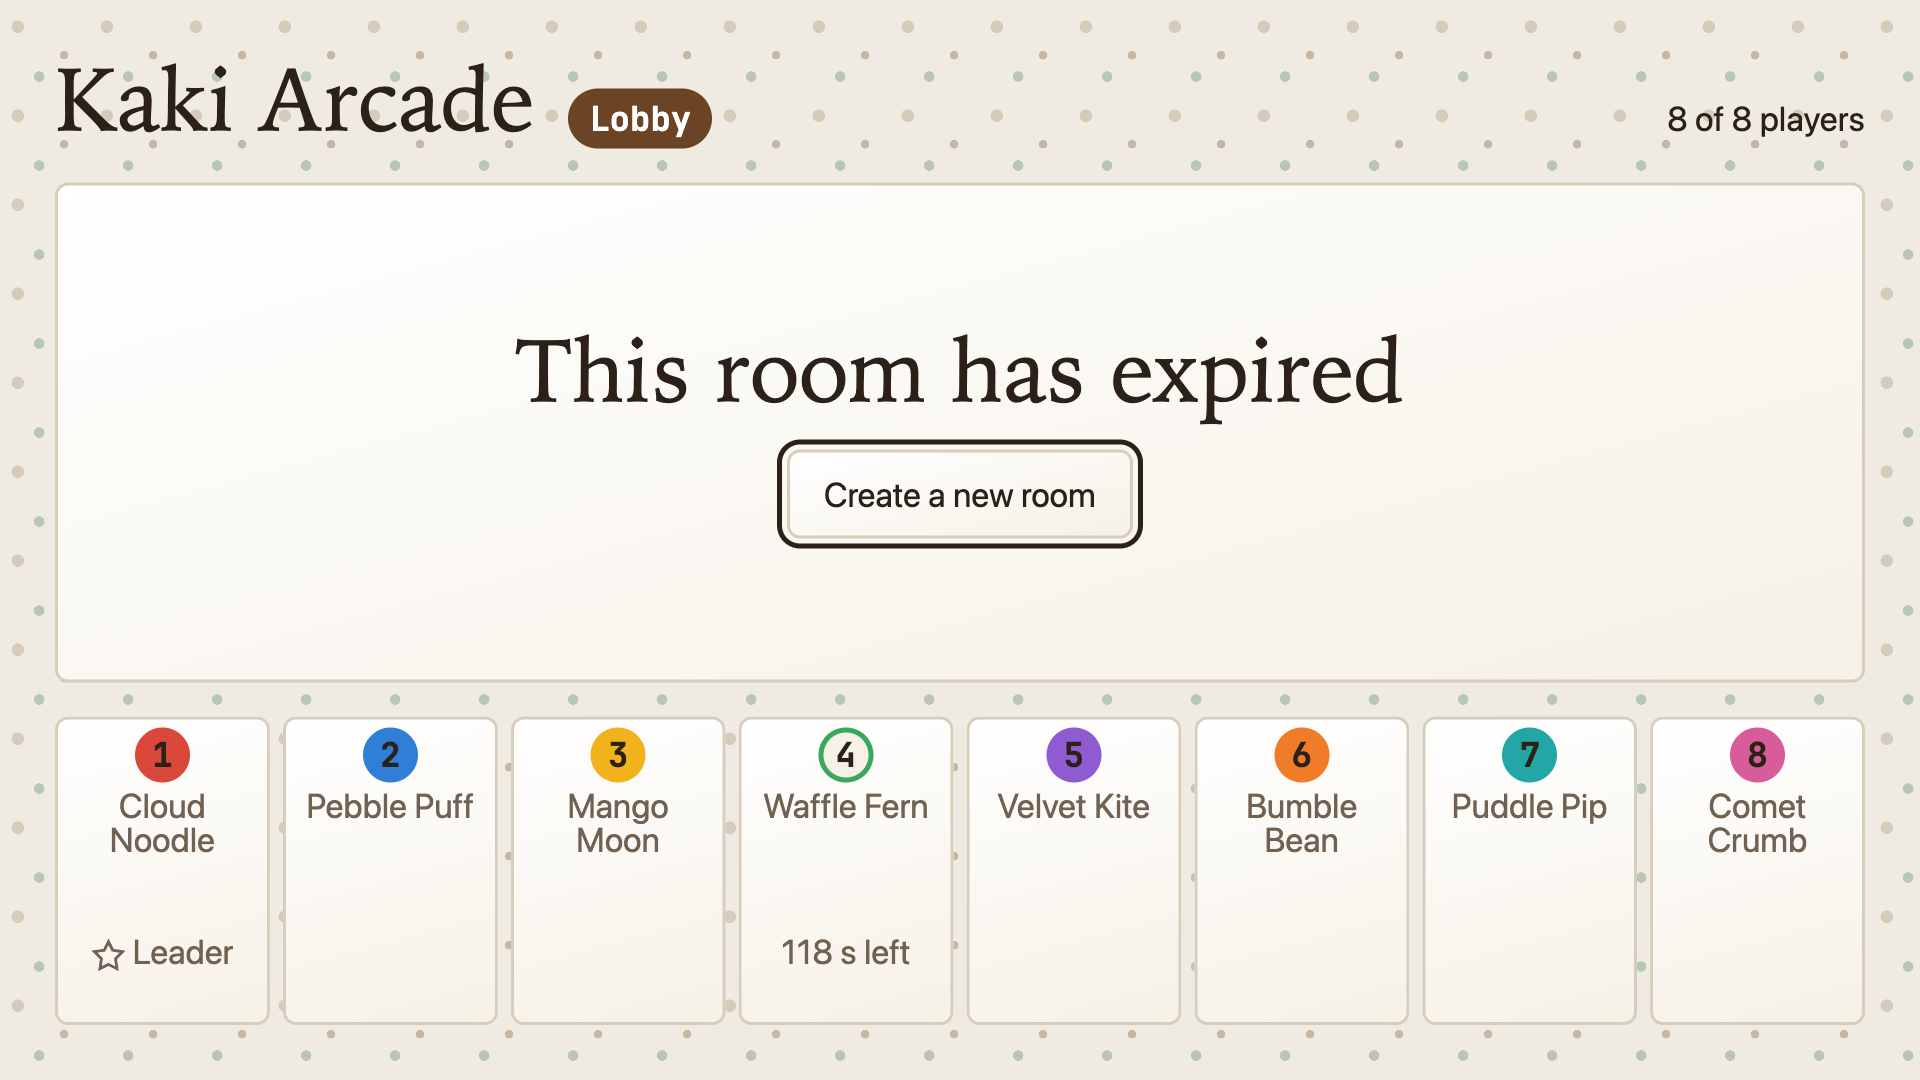 Kaki Arcade
Lobby
8 of 8 players
This room has expired
Create a new room
1
Cloud
Noodle
Leader
2
Pebble Puff
3
Mango
Moon
4
Waffle Fern
118 s left
5
Velvet Kite
6
Bumble
Bean
7
Puddle Pip
8
Comet
Crumb